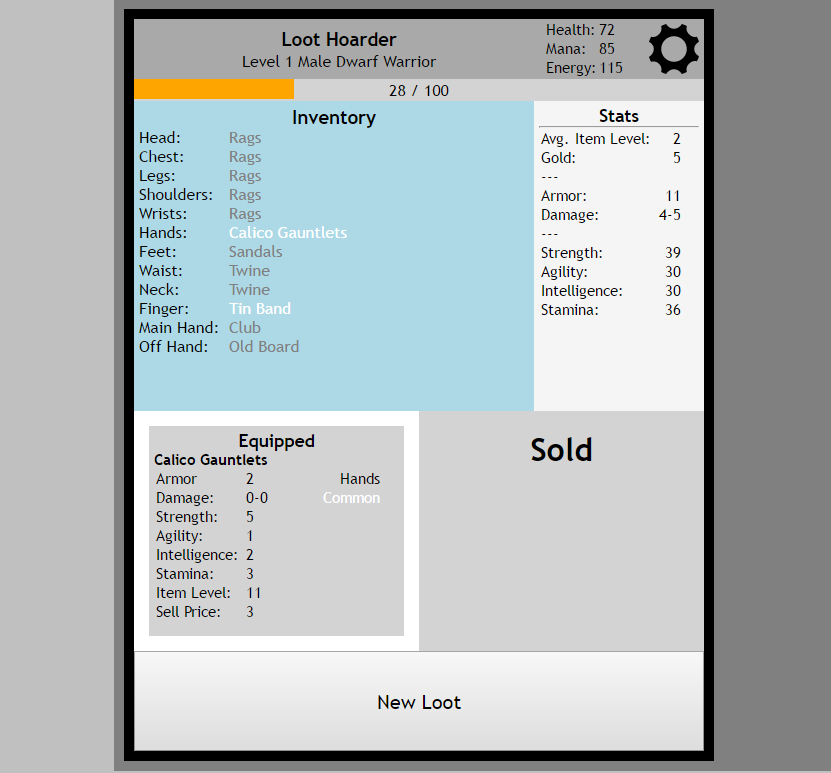 Loot Hoarder
Level 1 Male Dwarf Warrior
Health: 72
Mana: 85
Energy: 115
28 / 100
Inventory
Head: Rags
Chest: Rags
Legs: Rags
Shoulders: Rags
Wrists: Rags
Hands: Calico Gauntlets
Feet: Sandals
Waist: Twine
Neck: Twine
Finger: Tin Band
Main Hand: Club
Off Hand: Old Board
Stats
Avg. Item Level: 2
Gold: 5
---
Armor: 11
Damage: 4-5
---
Strength: 39
Agility: 30
Intelligence: 30
Stamina: 36
Equipped
Calico Gauntlets
Armor 2 Hands
Damage: 0-0 Common
Strength: 5
Agility: 1
Intelligence: 2
Stamina: 3
Item Level: 11
Sell Price: 3
Sold
New Loot